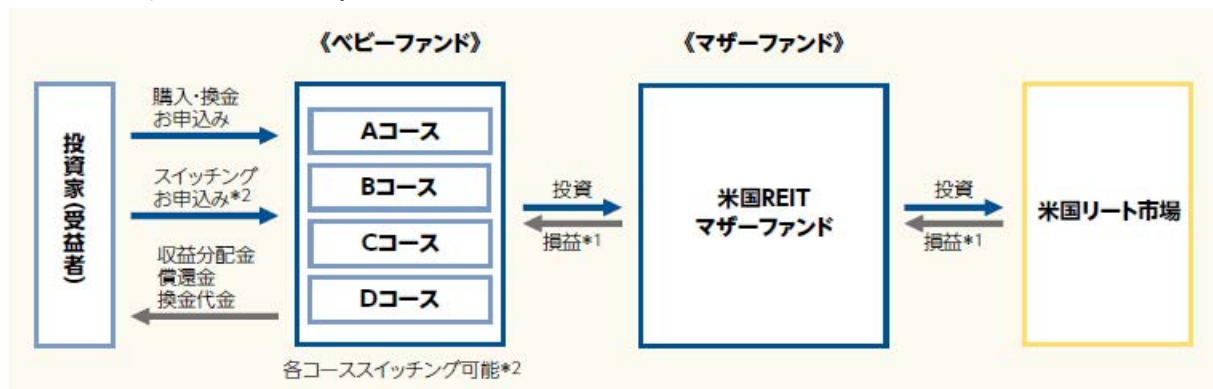 《ベビーファンド》
《マザーファンド》
投資家(受益者)
購入・換金
お申込み
スイッチング
お申込み*2
収益分配金
償還金
換金代金
Aコース
Bコース
Cコース
Dコース
各コーススイッチング可能*2
投資
損益*1
米国REIT
マザーファンド
投資
損益*1
米国リート市場